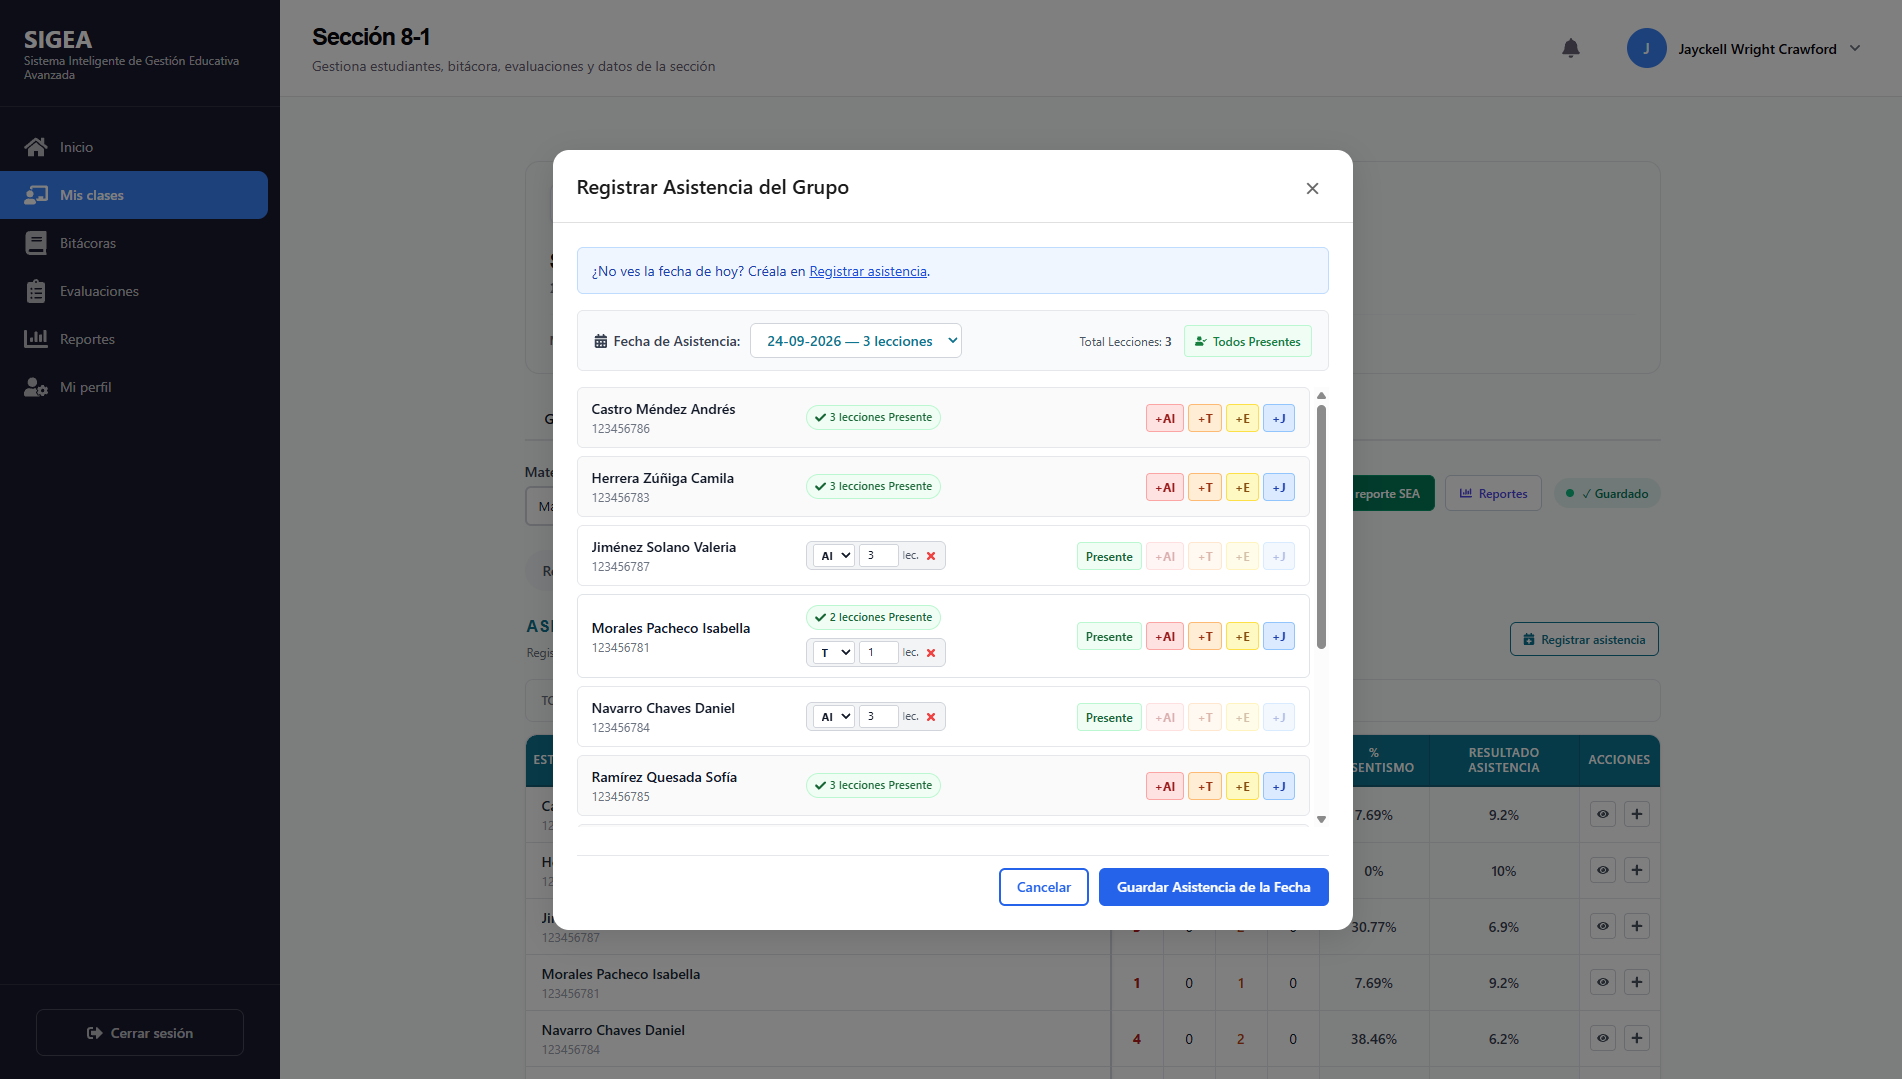 SIGEA
Sistema Inteligente de Gestión Educativa
Avanzada
Inicio
Mis clases
Bitácoras
Evaluaciones
Reportes
Mi perfil
Cerrar sesión
Sección 8-1
Gestiona estudiantes, bitácora, evaluaciones y datos de la sección
J
Jayckell Wright Crawford
Registrar Asistencia del Grupo
¿No ves la fecha de hoy? Créala en Registrar asistencia.
Fecha de Asistencia: 24-09-2026 — 3 lecciones Total Lecciones: 3 Todos Presentes
Castro Méndez Andrés
123456786
3 lecciones Presente
+AI +T +E +J
Herrera Zúñiga Camila
123456783
3 lecciones Presente
+AI +T +E +J
Jiménez Solano Valeria
123456787
AI 3 lec.
Presente +AI +T +E +J
Morales Pacheco Isabella
123456781
2 lecciones Presente
T 1 lec.
Presente +AI +T +E +J
Navarro Chaves Daniel
123456784
AI 3 lec.
Presente +AI +T +E +J
Ramírez Quesada Sofía
123456785
3 lecciones Presente
+AI +T +E +J
Cancelar Guardar Asistencia de la Fecha
reporte SEA Reportes ✓ Guardado
Registrar asistencia
% RESULTADO ASISTENCIA ACCIONES
7.69% 9.2%
0% 10%
123456787
30.77% 6.9%
Morales Pacheco Isabella
123456781
1 0 1 0 7.69% 9.2%
Navarro Chaves Daniel
123456784
4 0 2 0 38.46% 6.2%